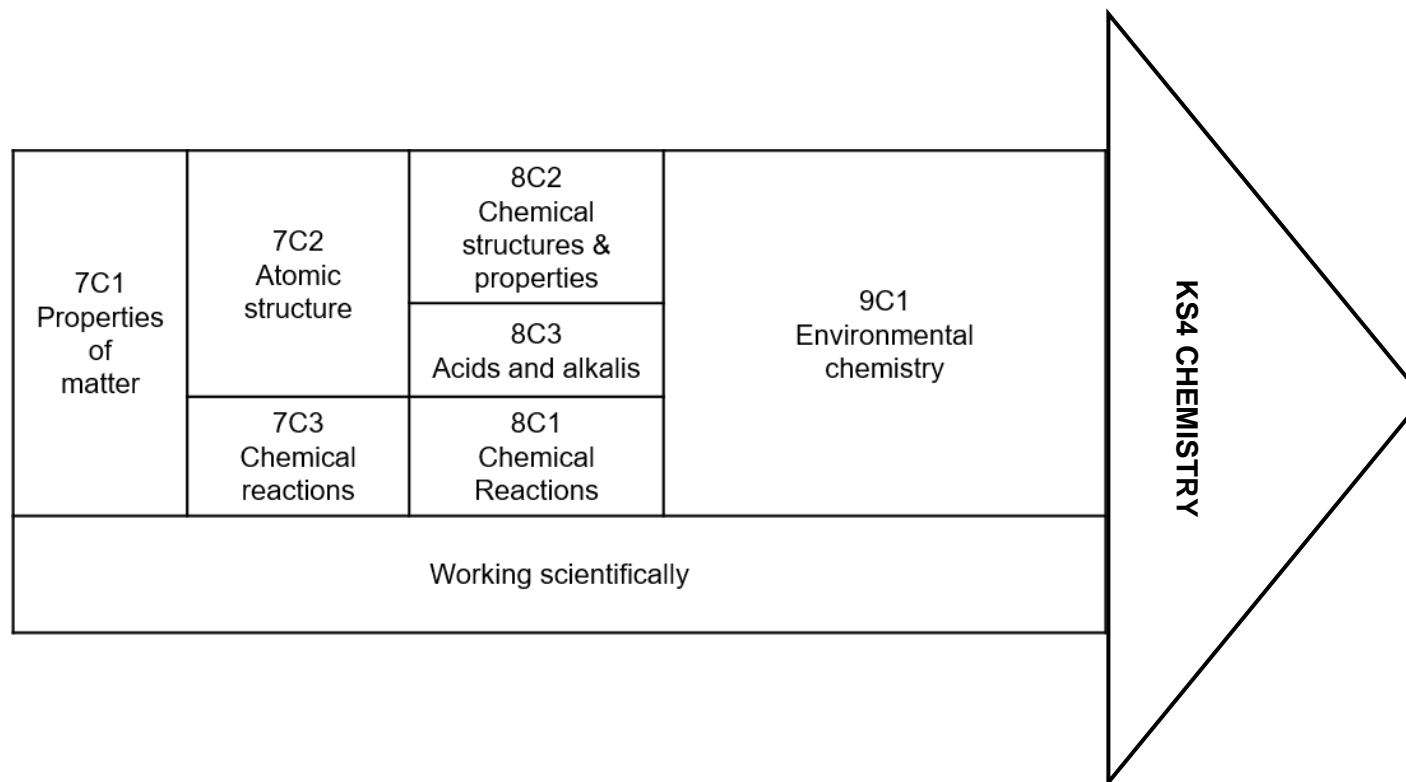 7C1
Properties
of
matter
7C2
Atomic
structure
7C3
Chemical
reactions
8C2
Chemical
structures &
properties
8C3
Acids and alkalis
8C1
Chemical
Reactions
9C1
Environmental
chemistry
Working scientifically
KS4 CHEMISTRY